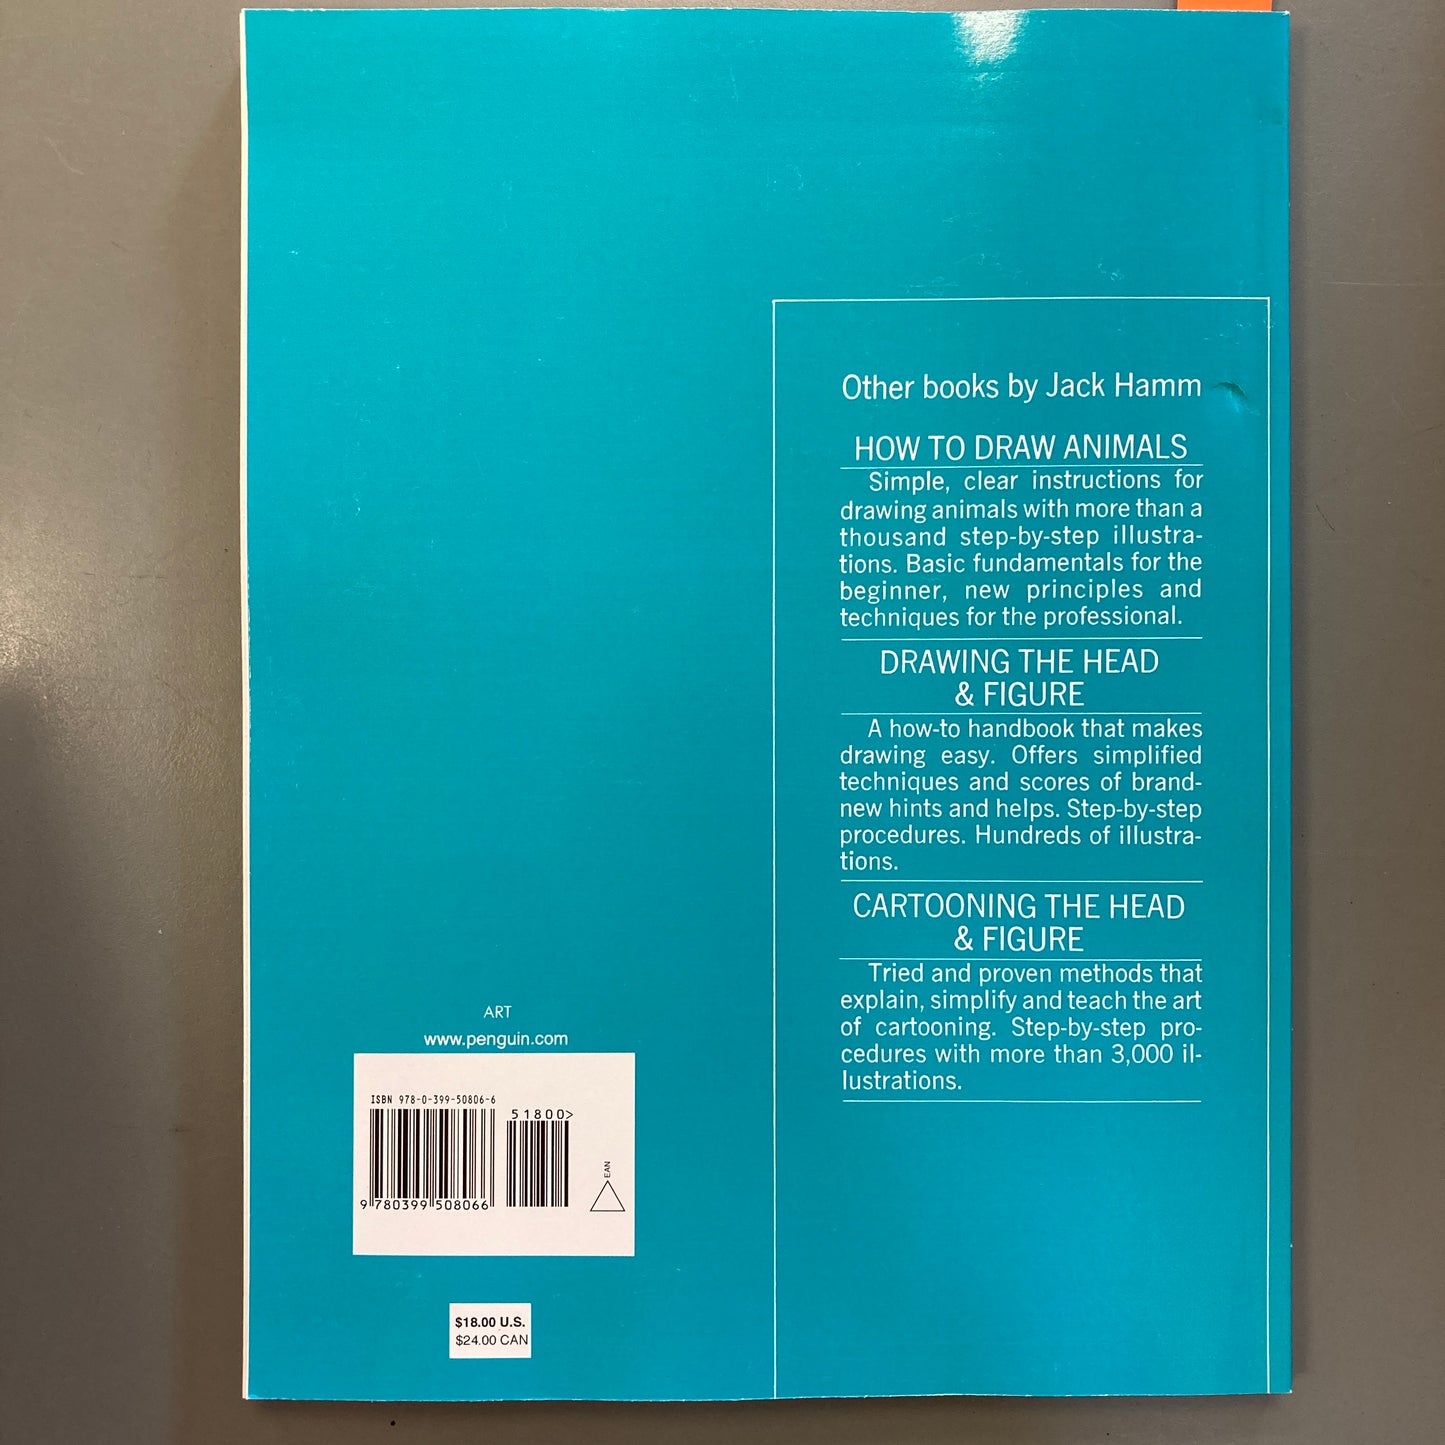 Other books by Jack Hamm
HOW TO DRAW ANIMALS
Simple, clear instructions for
drawing animals with more than a
thousand step-by-step illustra-
tions. Basic fundamentals for the
beginner, new principles and
techniques for the professional.
DRAWING THE HEAD
& FIGURE
A how-to handbook that makes
drawing easy. Offers simplified
techniques and scores of brand-
new hints and helps. Step-by-step
procedures. Hundreds of illustra-
tions.
CARTOONING THE HEAD
& FIGURE
Tried and proven methods that
explain, simplify and teach the art
of cartooning. Step-by-step pro-
cedures with more than 3,000 il-
lustrations.
ART
www.penguin.com
ISBN 978-0-399-50806-6
51800>
9 780399 508066
EAN
$18.00 U.S.
$24.00 CAN